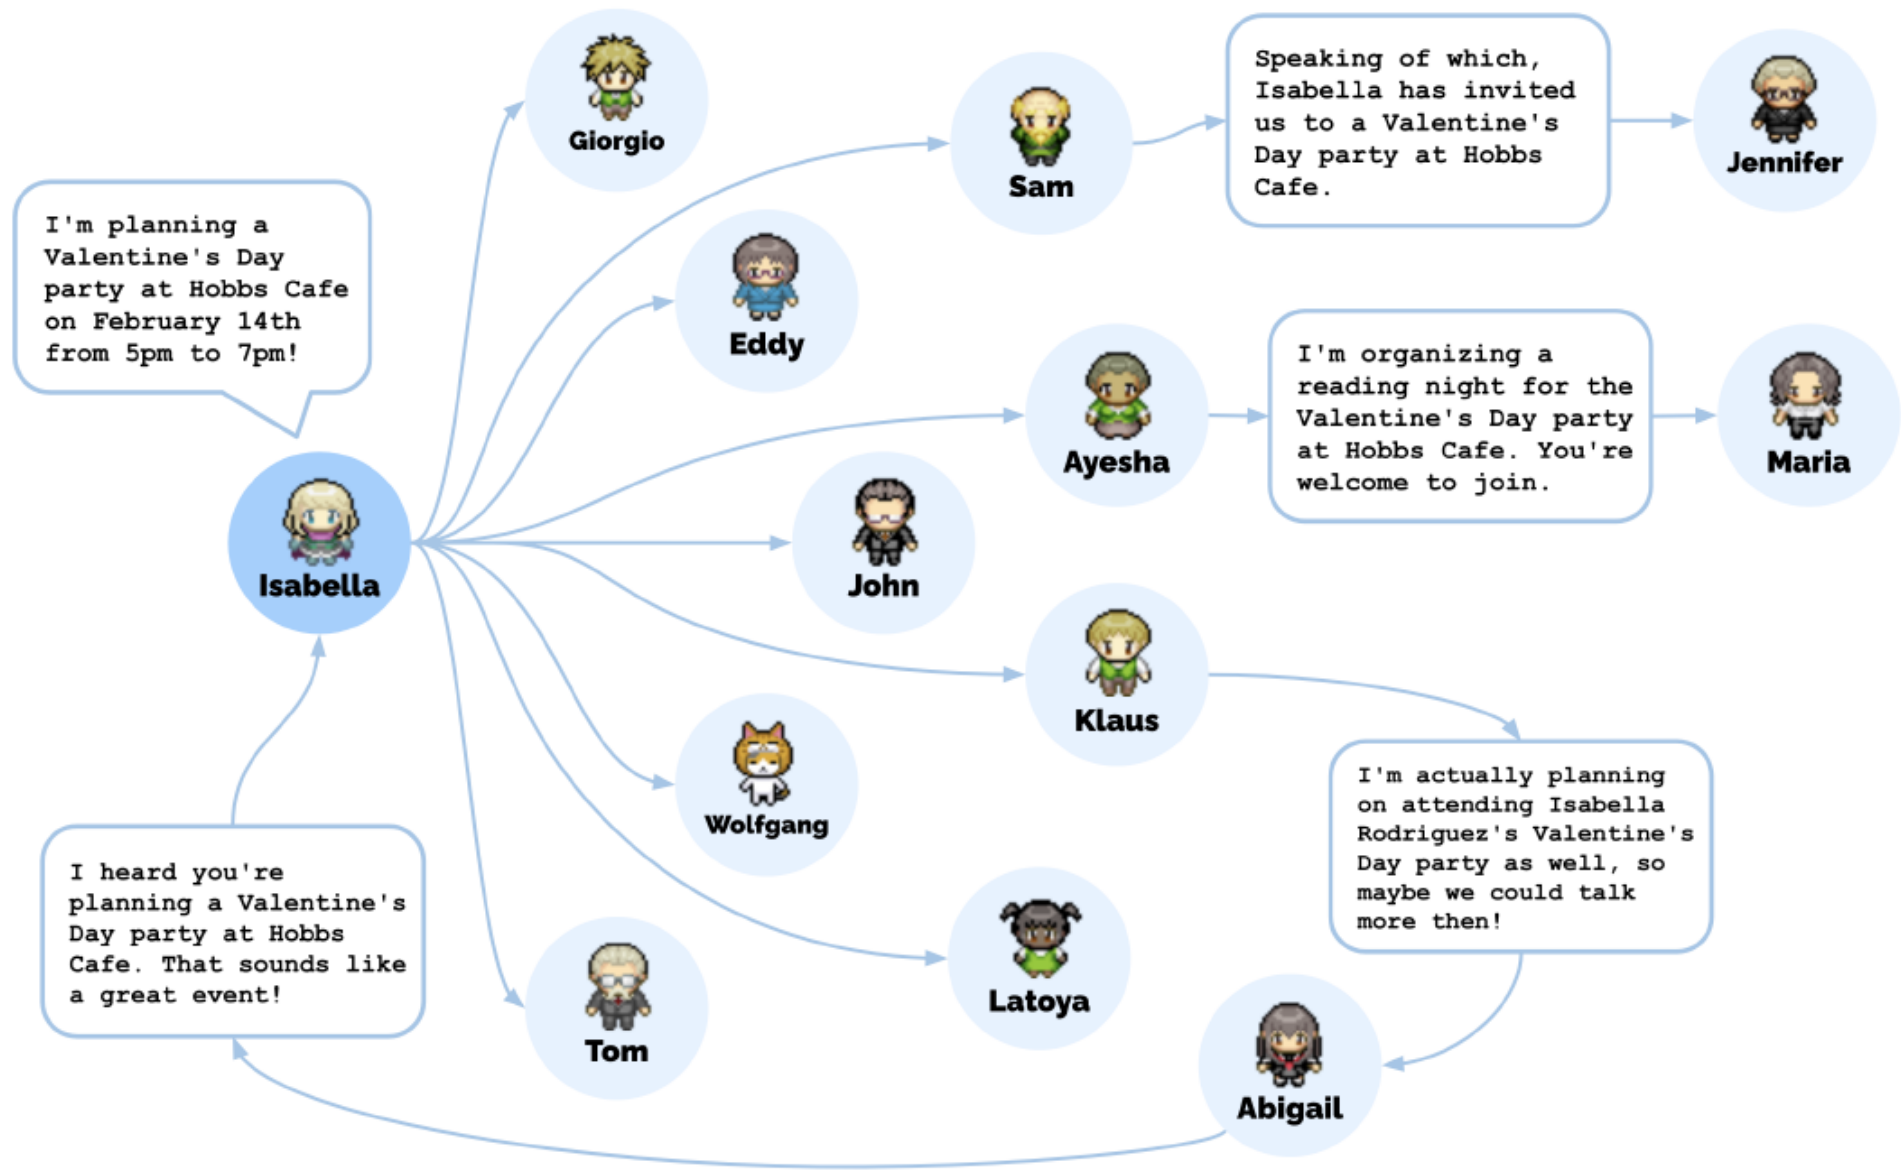 Giorgio
Sam
Speaking of which,
Isabella has invited
us to a Valentine's
Day party at Hobbs
Cafe.
Jennifer
I'm planning a
Valentine's Day
party at Hobbs Cafe
on February 14th
from 5pm to 7pm!
Eddy
Ayesha
I'm organizing a
reading night for the
Valentine's Day party
at Hobbs Cafe. You're
welcome to join.
Maria
Isabella
John
Klaus
Wolfgang
I'm actually planning
on attending Isabella
Rodriguez's Valentine's
Day party as well, so
maybe we could talk
more then!
I heard you're
planning a Valentine's
Day party at Hobbs
Cafe. That sounds like
a great event!
Tom
Latoya
Abigail